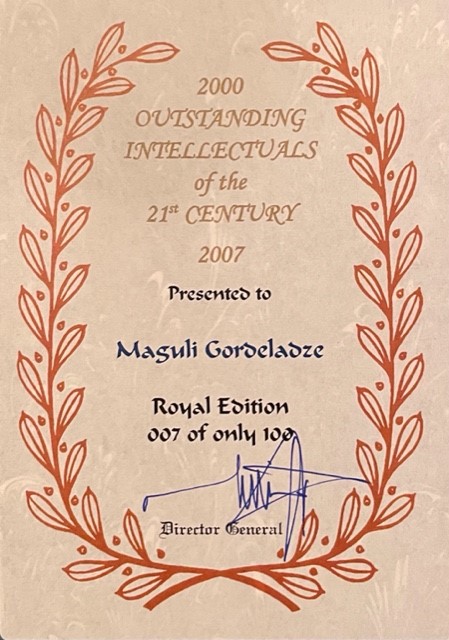 2000
OUTSTANDING
INTELLECTUALS
of the
21st CENTURY
2007
Presented to
Maguli Gordeladze
Royal Edition
007 of only 100
Director General